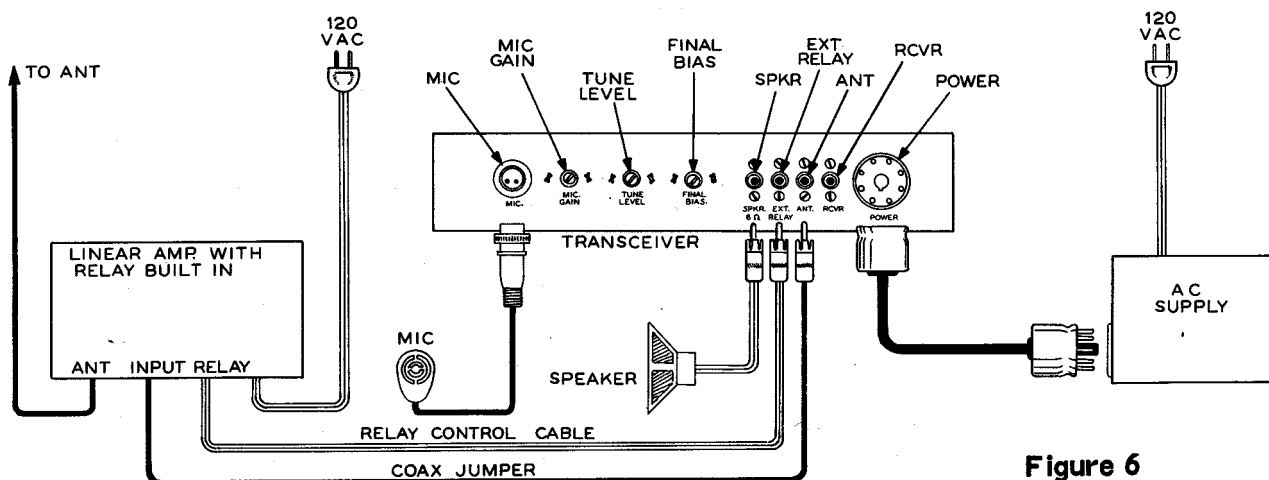 120
VAC
TO ANT
MIC
MIC
GAIN
TUNE
LEVEL
FINAL
BIAS
SPKR
EXT.
RELAY
ANT
RCVR
POWER
120
VAC
MIC.
MIC.
GAIN
TUNE
LEVEL
FINAL
BIAS.
SPKR.
8 Ω
EXT.
RELAY
ANT.
RCVR
POWER
TRANSCEIVER
LINEAR AMP. WITH
RELAY BUILT IN
ANT INPUT RELAY
MIC
SPEAKER
AC
SUPPLY
RELAY CONTROL CABLE
COAX JUMPER
Figure 6